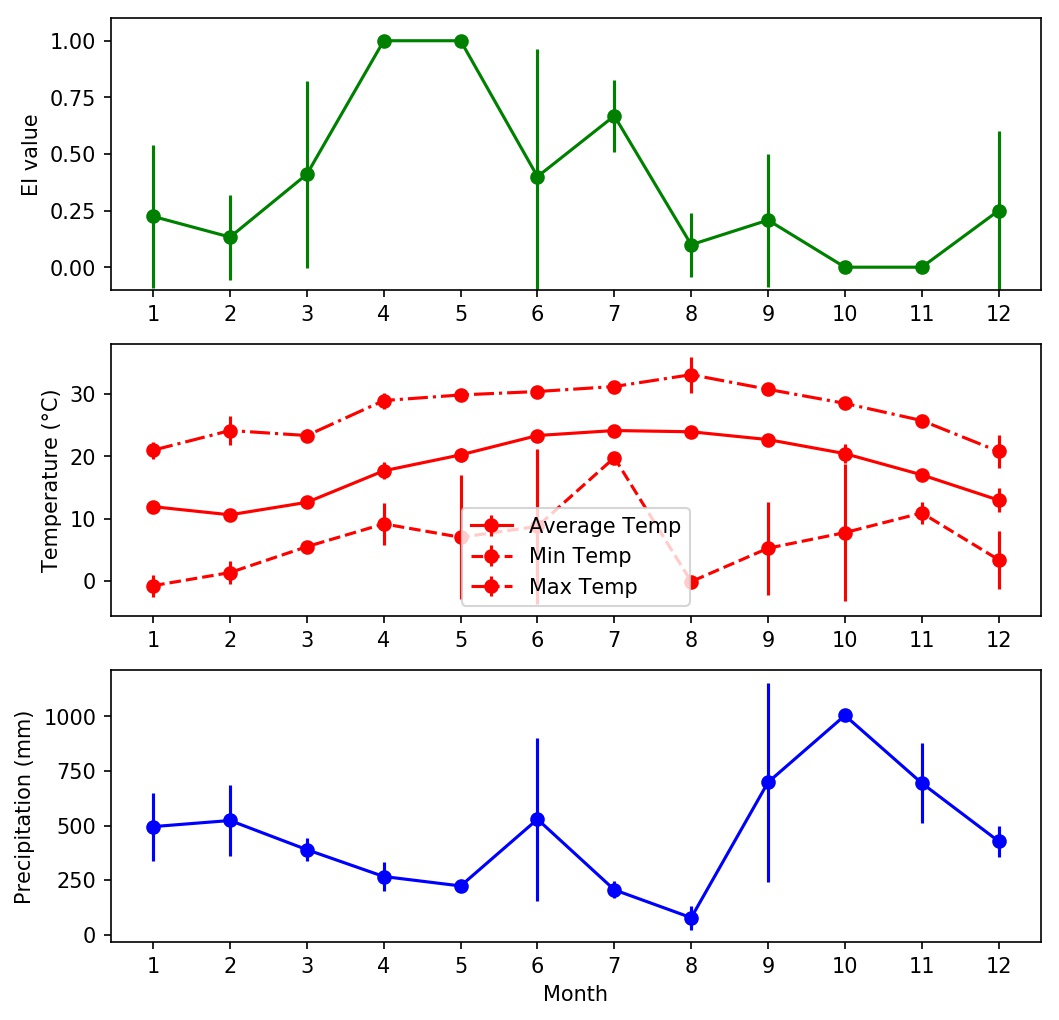 EI value
1.00
0.75
0.50
0.25
0.00
1 2 3 4 5 6 7 8 9 10 11 12
Temperature (°C)
30
20
10
0
Average Temp
Min Temp
Max Temp
1 2 3 4 5 6 7 8 9 10 11 12
Precipitation (mm)
1000
750
500
250
0
1 2 3 4 5 6 7 8 9 10 11 12
Month